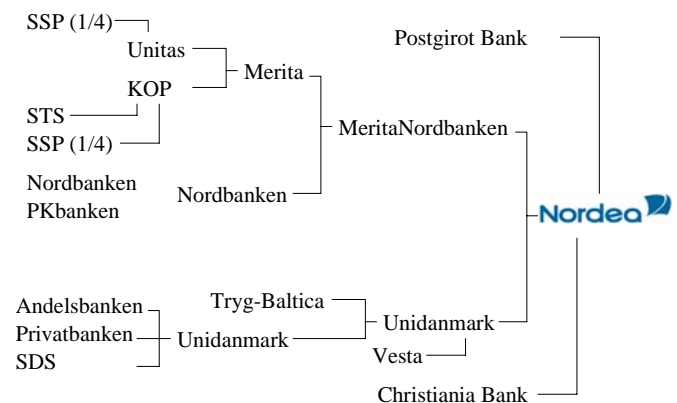 SSP (1/4)
Unitas
Postgirot Bank
Merita
KOP
STS
SSP (1/4)
MeritaNordbanken
Nordbanken
PKbanken
Nordbanken
Nordea
Andelsbanken
Privatbanken
SDS
Unidanmark
Tryg-Baltica
Unidanmark
Vesta
Christiania Bank